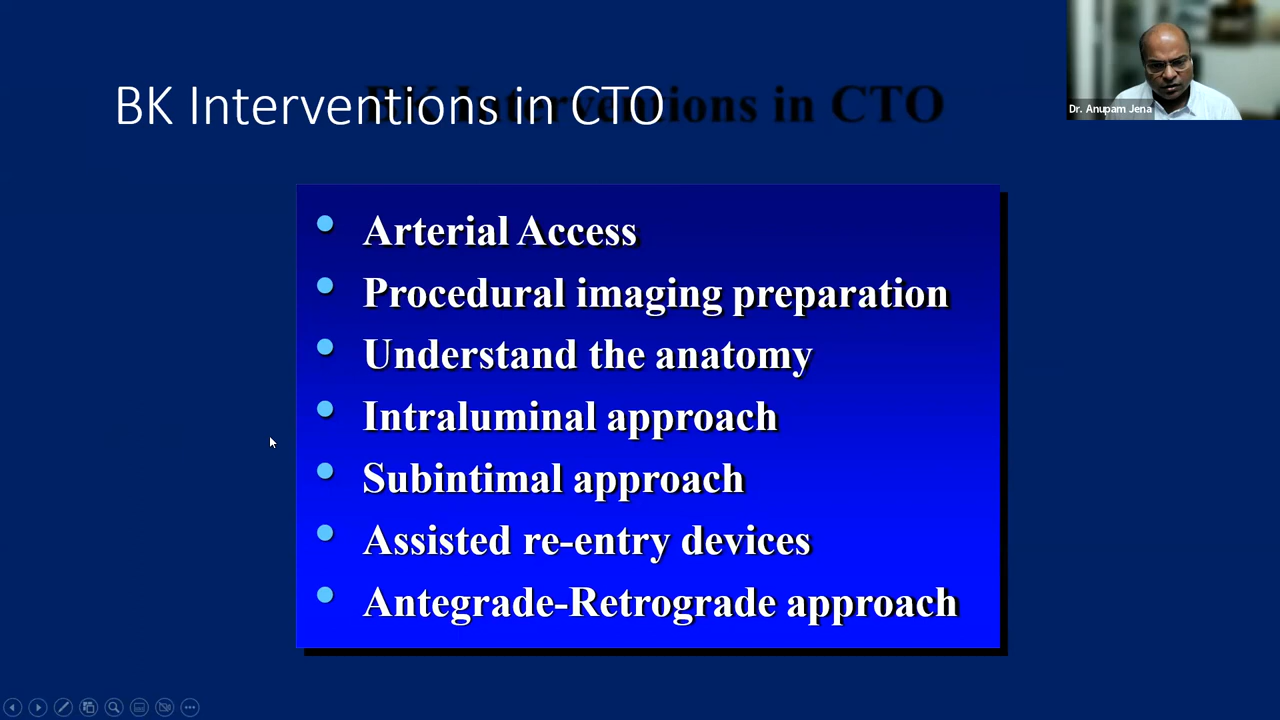 BK Interventions in CTO
Dr. Anupam Jena
Arterial Access
Procedural imaging preparation
Understand the anatomy
Intraluminal approach
Subintimal approach
Assisted re-entry devices
Antegrade-Retrograde approach